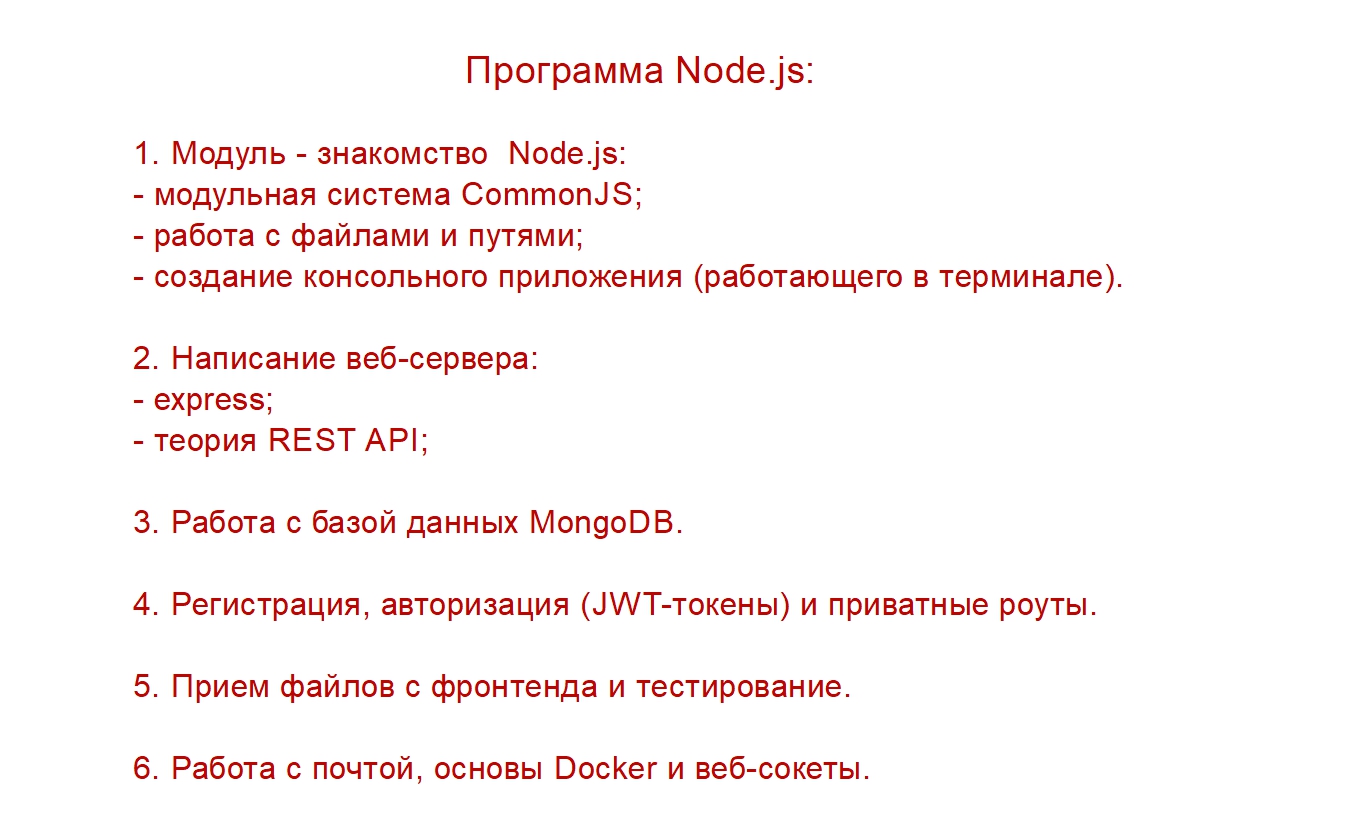 Программа Node.js:
1. Модуль - знакомство  Node.js:
- модульная система CommonJS;
- работа с файлами и путями;
- создание консольного приложения (работающего в терминале).
2. Написание веб-сервера:
- express;
- теория REST API;
3. Работа с базой данных MongoDB.
4. Регистрация, авторизация (JWT-токены) и приватные роуты.
5. Прием файлов с фронтенда и тестирование.
6. Работа с почтой, основы Docker и веб-сокеты.